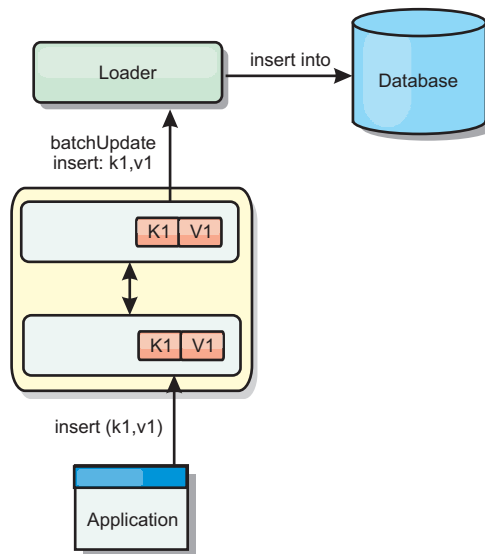 Loader
insert into
Database
batchUpdate
insert: k1,v1
K1 V1
K1 V1
insert (k1,v1)
Application